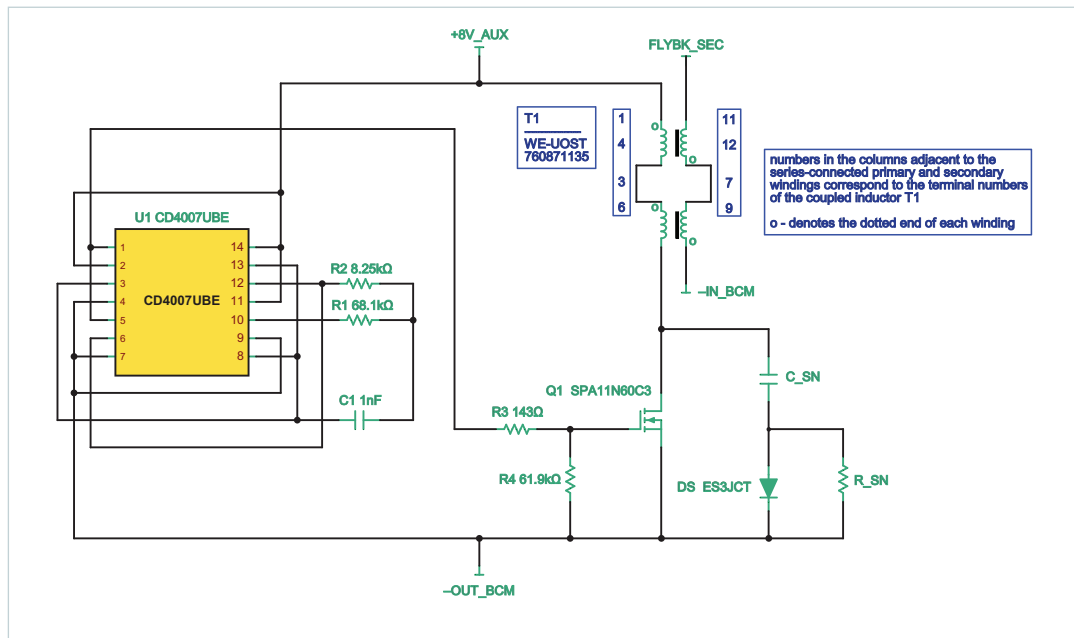 +8V_AUX
FLYBK_SEC
T1
WE-UOST
760871135
1
4
3
6
11
12
7
9
numbers in the columns adjacent to the
series-connected primary and secondary
windings correspond to the terminal numbers
of the coupled inductor T1
o - denotes the dotted end of each winding
o
o
o
o
U1 CD4007UBE
CD4007UBE
1
2
3
4
5
6
7
14
13
12
11
10
9
8
R2 8.25kΩ
R1 68.1kΩ
C1 1nF
–IN_BCM
Q1 SPA11N60C3
C_SN
R3 143Ω
R4 61.9kΩ
DS ES3JCT
R_SN
–OUT_BCM